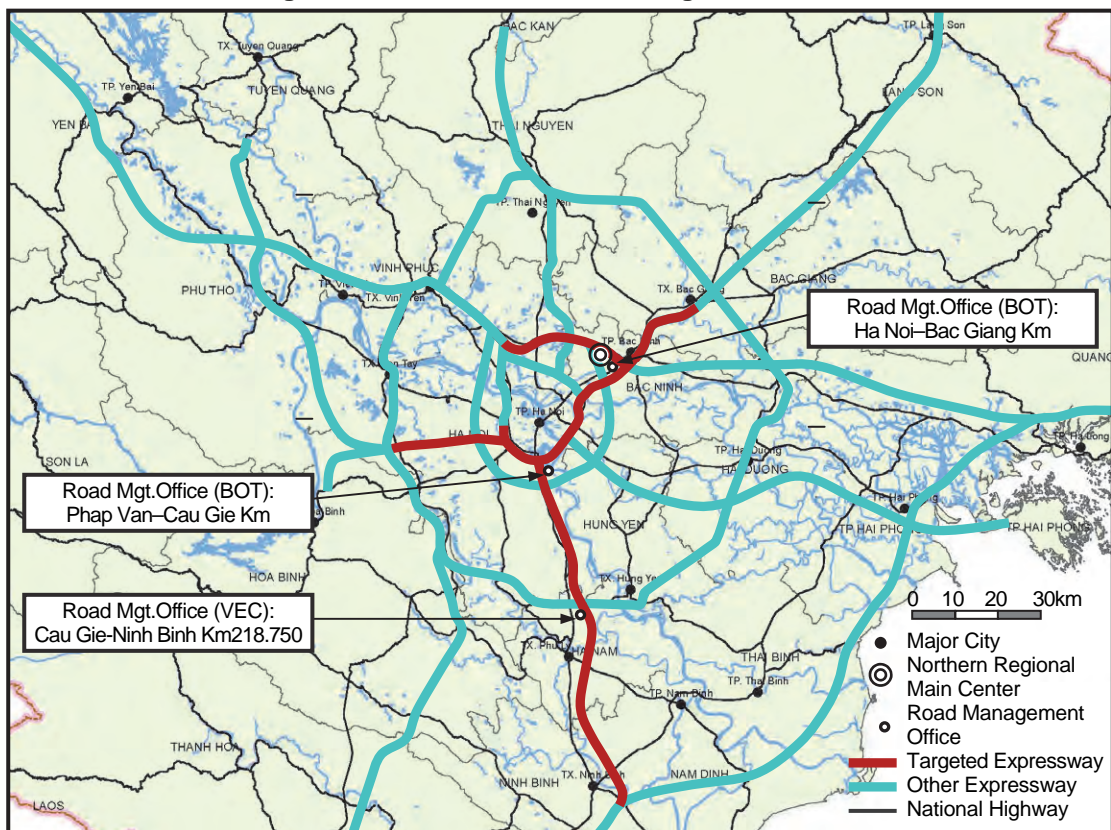 BAC KAN
TP. Lang Son
TX. Tuyen Quang
TP. Yen Bai
TUYEN QUANG
LANG SON
YEN BAI
THAI NGUYEN
TP. Thai Nguyen
VINH PHUC
BAC GIANG
PHU THO
TX. Vinh Yen
TX. Bac Giang
Road Mgt.Office (BOT):
Ha Noi–Bac Giang Km
TP. Bac Ninh
QUANG
BAC NINH
TP. Ha Noi
HA NOI
TP. Ha Long
SON LA
TP. Hai Duong
HAI DUONG
Road Mgt.Office (BOT):
Phap Van–Cau Gie Km
TP. Hai Phong
HUNG YEN
TP HAI PHONG
TP. HAI PHONG
HOA BINH
TX. Hung Yen
Road Mgt.Office (VEC):
Cau Gie-Ninh Binh Km218.750
0 10 20 30km
Major City
Northern Regional
Main Center
Road Management
Office
Targeted Expressway
Other Expressway
National Highway
TX. Phu Ly
HA NAM
THAI BINH
TP. Thai Binh
TP. Nam Dinh
THANH HOA
NINH BINH
TX. Ninh Binh
NAM DINH
LAOS